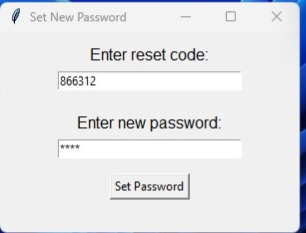 Set New Password
Enter reset code:
866312
Enter new password:
****
Set Password